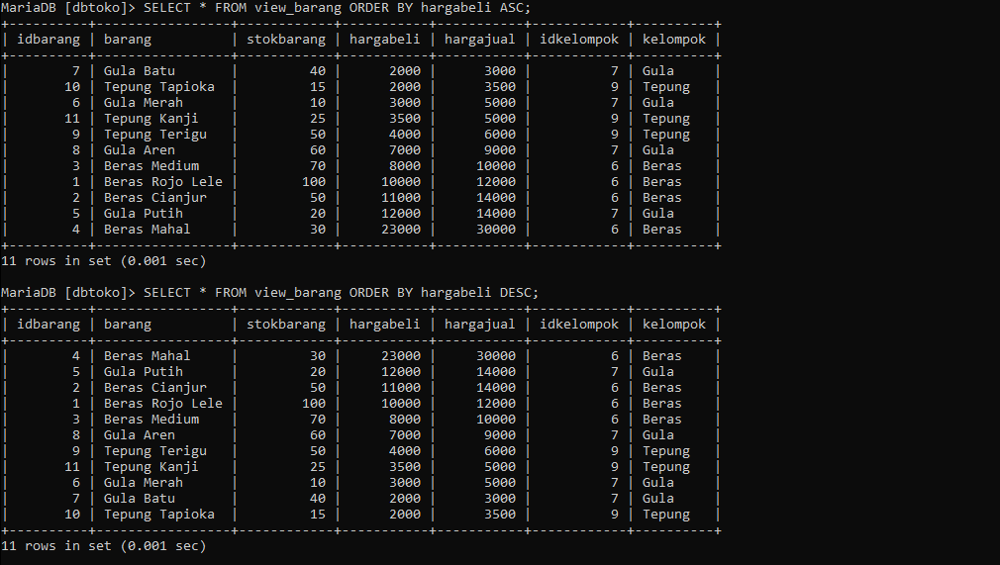 MariaDB [dbtoko]> SELECT * FROM view_barang ORDER BY hargabeli ASC;
+----------+-----------------+------------+-----------+-----------+------------+----------+
| idbarang | barang          | stokbarang | hargabeli | hargajual | idkelompok | kelompok |
+----------+-----------------+------------+-----------+-----------+------------+----------+
|        7 | Gula Batu       |         40 |      2000 |      3000 |          7 | Gula     |
|       10 | Tepung Tapioka  |         15 |      2000 |      3500 |          9 | Tepung   |
|        6 | Gula Merah      |         10 |      3000 |      5000 |          7 | Gula     |
|       11 | Tepung Kanji    |         25 |      3500 |      5000 |          9 | Tepung   |
|        9 | Tepung Terigu   |         50 |      4000 |      6000 |          9 | Tepung   |
|        8 | Gula Aren       |         60 |      7000 |      9000 |          7 | Gula     |
|        3 | Beras Medium    |         70 |      8000 |     10000 |          6 | Beras    |
|        1 | Beras Rojo Lele |        100 |     10000 |     12000 |          6 | Beras    |
|        2 | Beras Cianjur   |         50 |     11000 |     14000 |          6 | Beras    |
|        5 | Gula Putih      |         20 |     12000 |     14000 |          7 | Gula     |
|        4 | Beras Mahal     |         30 |     23000 |     30000 |          6 | Beras    |
+----------+-----------------+------------+-----------+-----------+------------+----------+
11 rows in set (0.001 sec)

MariaDB [dbtoko]> SELECT * FROM view_barang ORDER BY hargabeli DESC;
+----------+-----------------+------------+-----------+-----------+------------+----------+
| idbarang | barang          | stokbarang | hargabeli | hargajual | idkelompok | kelompok |
+----------+-----------------+------------+-----------+-----------+------------+----------+
|        4 | Beras Mahal     |         30 |     23000 |     30000 |          6 | Beras    |
|        5 | Gula Putih      |         20 |     12000 |     14000 |          7 | Gula     |
|        2 | Beras Cianjur   |         50 |     11000 |     14000 |          6 | Beras    |
|        1 | Beras Rojo Lele |        100 |     10000 |     12000 |          6 | Beras    |
|        3 | Beras Medium    |         70 |      8000 |     10000 |          6 | Beras    |
|        8 | Gula Aren       |         60 |      7000 |      9000 |          7 | Gula     |
|        9 | Tepung Terigu   |         50 |      4000 |      6000 |          9 | Tepung   |
|       11 | Tepung Kanji    |         25 |      3500 |      5000 |          9 | Tepung   |
|        6 | Gula Merah      |         10 |      3000 |      5000 |          7 | Gula     |
|        7 | Gula Batu       |         40 |      2000 |      3000 |          7 | Gula     |
|       10 | Tepung Tapioka  |         15 |      2000 |      3500 |          9 | Tepung   |
+----------+-----------------+------------+-----------+-----------+------------+----------+
11 rows in set (0.001 sec)